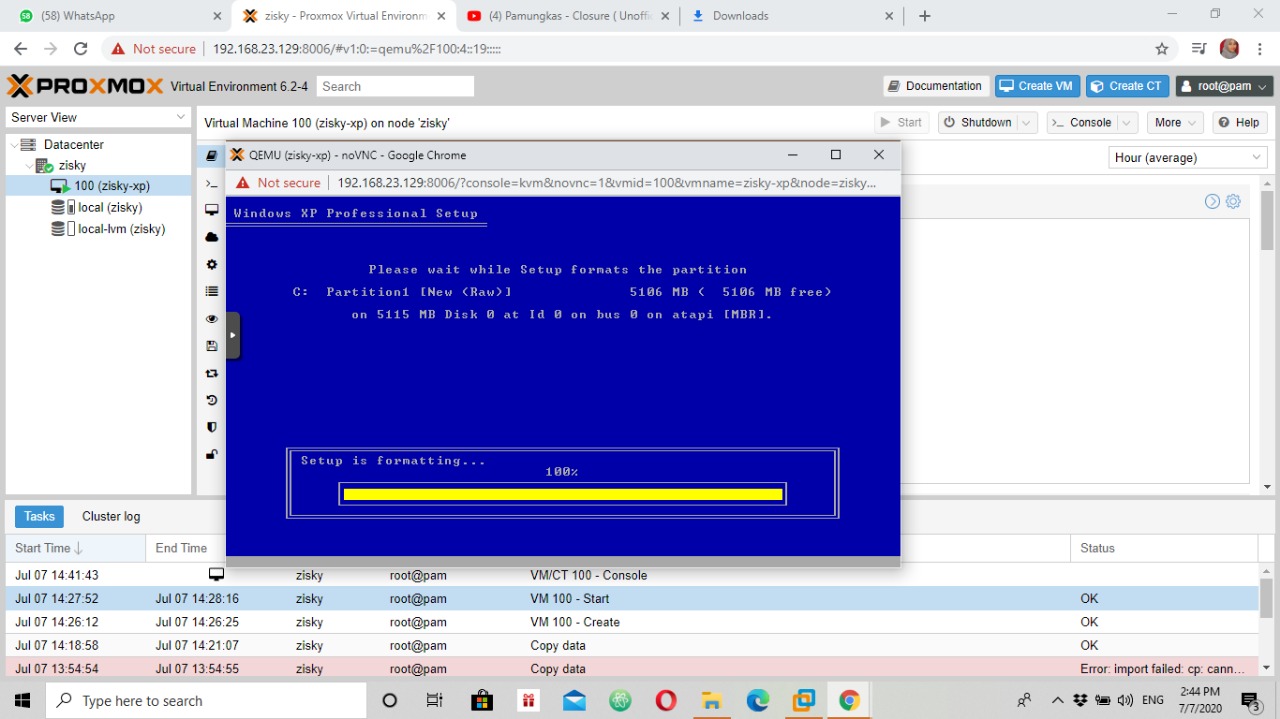 (58) WhatsApp
zisky - Proxmox Virtual Environm
(4) Pamungkas - Closure ( Unoffic
Downloads
Not secure
192.168.23.129:8006/#v1:0:=qemu%2F100:4::19:::::
PROXMOX Virtual Environment 6.2-4
Search
Documentation
Create VM
Create CT
root@pam
Server View
Virtual Machine 100 (zisky-xp) on node 'zisky'
Start
Shutdown
Console
More
Help
Datacenter
zisky
100 (zisky-xp)
local (zisky)
local-lvm (zisky)
Hour (average)
QEMU (zisky-xp) - noVNC - Google Chrome
Not secure
192.168.23.129:8006/?console=kvm&novnc=1&vmid=100&vmname=zisky-xp&node=zisky...
Windows XP Professional Setup
Please wait while Setup formats the partition
C: Partition1 [New (Raw)] 5106 MB ( 5106 MB free)
on 5115 MB Disk 0 at Id 0 on bus 0 on atapi [MBR].
Setup is formatting...
100%
Tasks
Cluster log
Start Time
End Time
Status
Jul 07 14:41:43 zisky root@pam VM/CT 100 - Console
Jul 07 14:27:52 Jul 07 14:28:16 zisky root@pam VM 100 - Start OK
Jul 07 14:26:12 Jul 07 14:26:25 zisky root@pam VM 100 - Create OK
Jul 07 14:18:58 Jul 07 14:21:07 zisky root@pam Copy data OK
Jul 07 13:54:54 Jul 07 13:54:55 zisky root@pam Copy data Error: import failed: cp: cann...
Type here to search
ENG
2:44 PM
7/7/2020
3